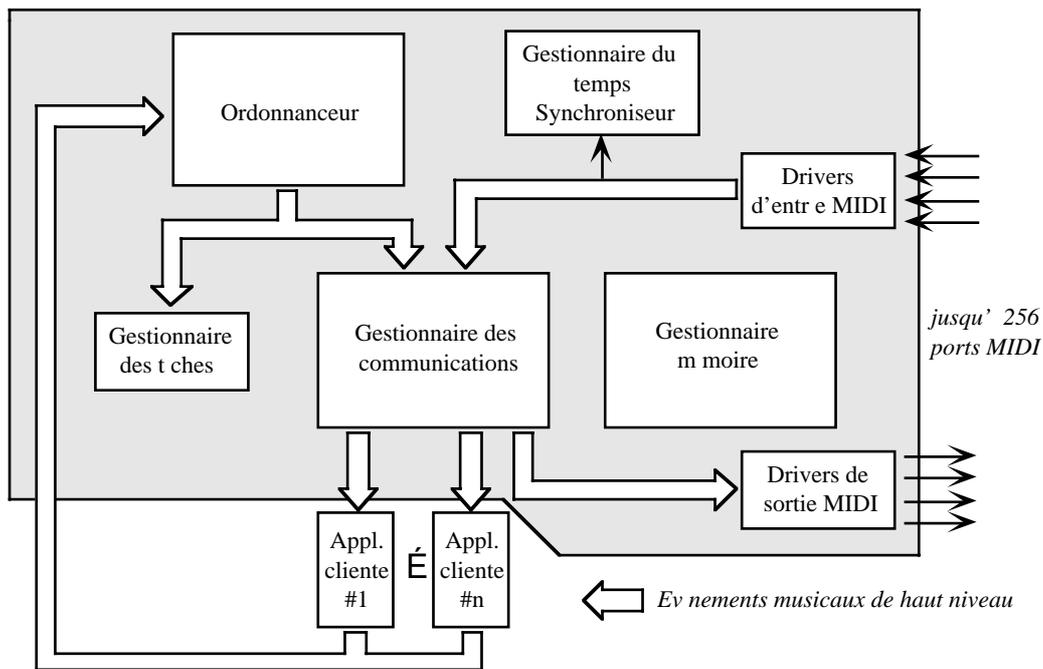 Ordonnanceur
Gestionnaire du
temps
Synchroniseur
Drivers
d'entr e MIDI
Gestionnaire
des t ches
Gestionnaire des
communications
Gestionnaire
m moire
jusqu' 256
ports MIDI
Drivers de
sortie MIDI
Appl.
cliente
#1
É
Appl.
cliente
#n
Ev nements musicaux de haut niveau